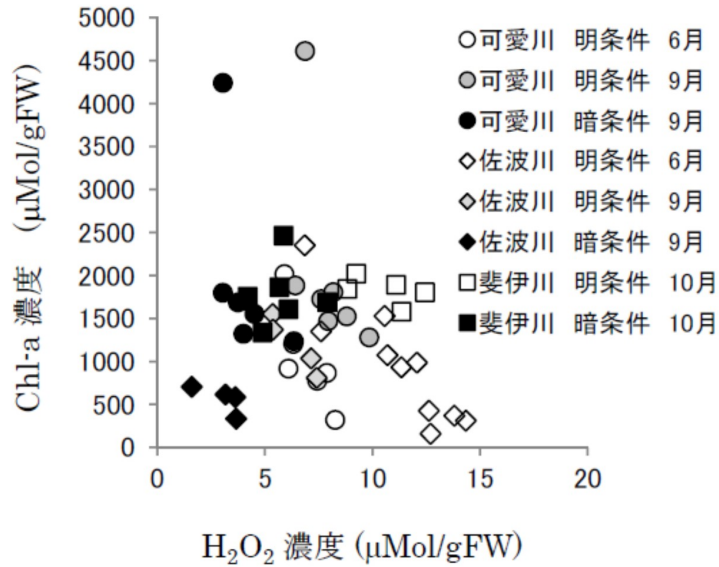 5000
4500
4000
3500
3000
2500
2000
1500
1000
500
0
Chl-a 濃度 (μMol/gFW)
○可愛川 明条件 6月
●可愛川 明条件 9月
●可愛川 暗条件 9月
◇佐波川 明条件 6月
◆佐波川 明条件 9月
◆佐波川 暗条件 9月
□斐伊川 明条件 10月
■斐伊川 暗条件 10月
0 5 10 15 20
H₂O₂ 濃度 (μMol/gFW)